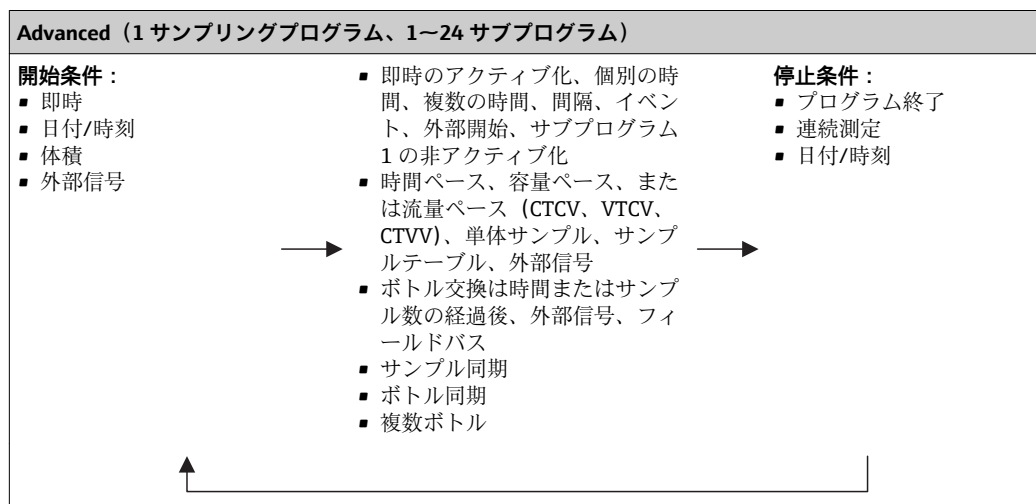 Advanced（1 サンプリングプログラム、1～24 サブプログラム）
開始条件：
▪ 即時
▪ 日付/時刻
▪ 体積
▪ 外部信号
▪ 即時のアクティブ化、個別の時
間、複数の時間、間隔、イベン
ト、外部開始、サブプログラム
1 の非アクティブ化
▪ 時間ペース、容量ペース、また
は流量ペース（CTCV、VTCV、
CTVV）、単体サンプル、サンプ
ルテーブル、外部信号
▪ ボトル交換は時間またはサンプ
ル数の経過後、外部信号、フィ
ールドバス
▪ サンプル同期
▪ ボトル同期
▪ 複数ボトル
停止条件：
▪ プログラム終了
▪ 連続測定
▪ 日付/時刻